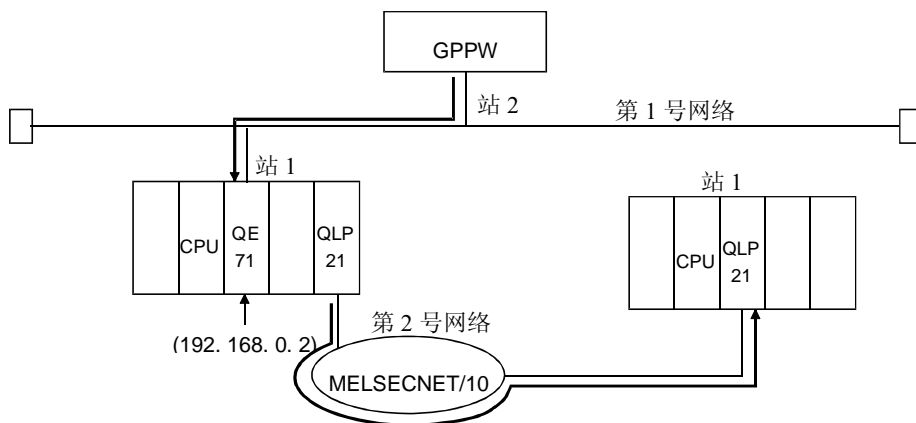 GPPW
站 2
第 1 号网络
站 1
站 1
CPU
QE
71
QLP
21
CPU
QLP
21
(192. 168. 0. 2)
第 2 号网络
MELSECNET/10